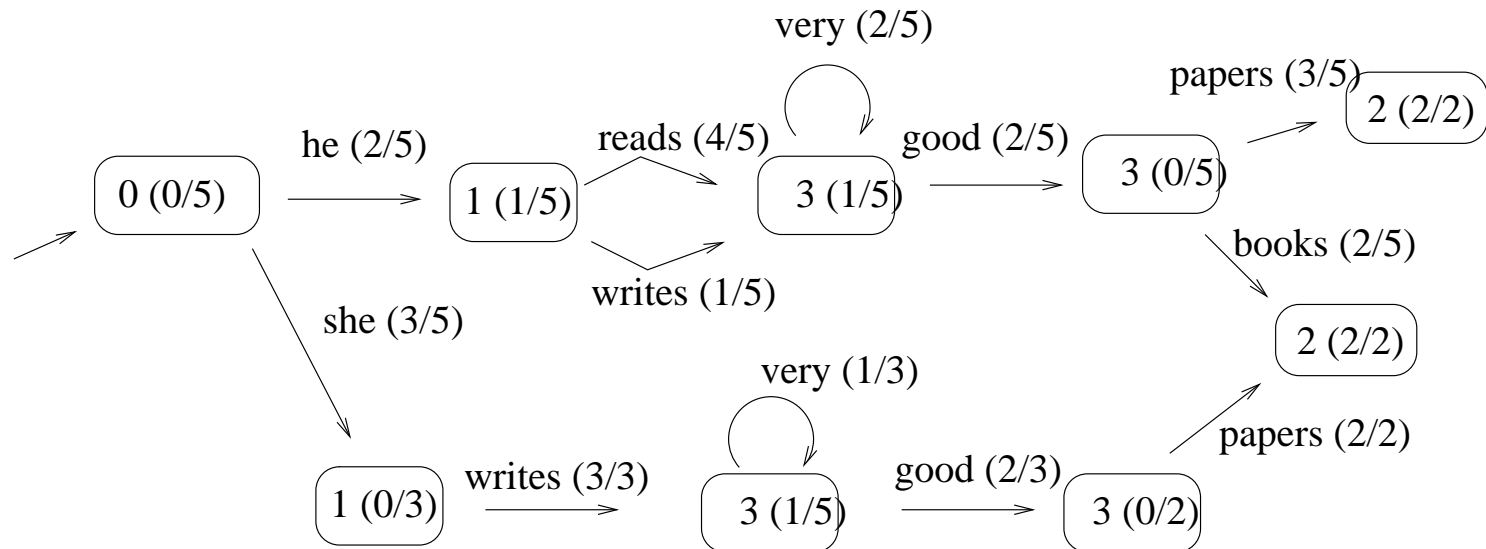 very (2/5)
papers (3/5)
2 (2/2)
he (2/5)
reads (4/5)
good (2/5)
0 (0/5)
1 (1/5)
3 (1/5)
3 (0/5)
books (2/5)
writes (1/5)
she (3/5)
2 (2/2)
very (1/3)
papers (2/2)
writes (3/3)
good (2/3)
1 (0/3)
3 (1/5)
3 (0/2)